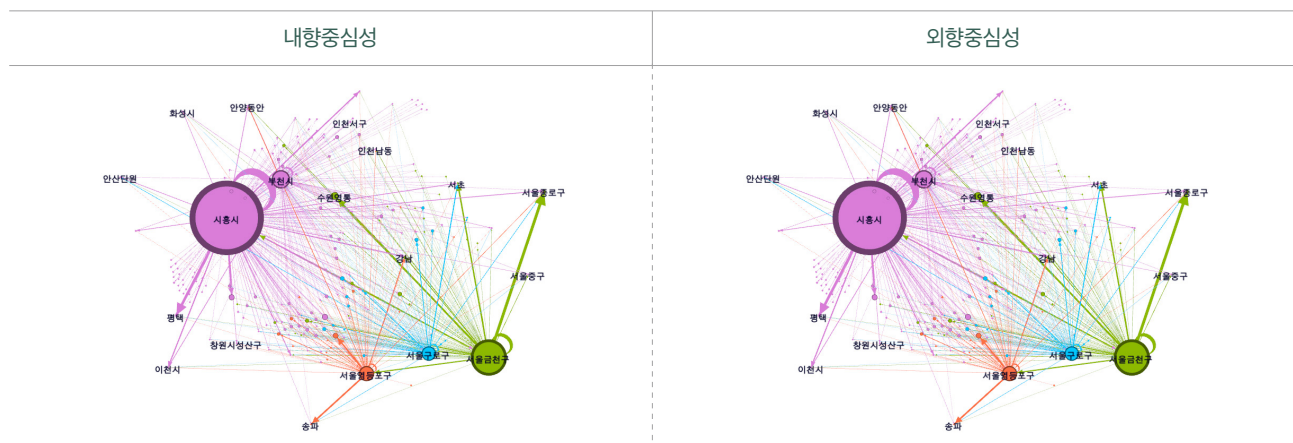 내향중심성
외향중심성
안양동안
화성시
인천서구
인천남동
부천시
안산단원
수원영통
서초
서울종로구
시흥시
강남
서울중구
평택
창원시성산구
서울구로구
서울금천구
이천시
서울영등포구
송파
안양동안
화성시
인천서구
인천남동
부천시
안산단원
수원영통
서초
서울종로구
시흥시
강남
서울중구
평택
창원시성산구
서울구로구
서울금천구
이천시
서울영등포구
송파